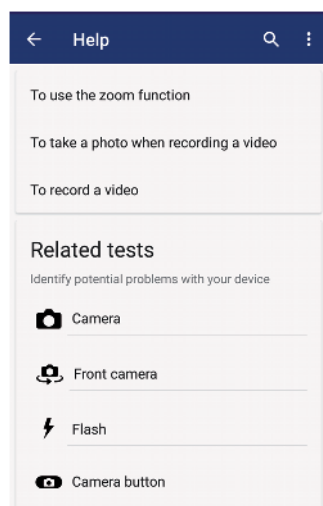 Help
To use the zoom function
To take a photo when recording a video
To record a video
Related tests
Identify potential problems with your device
Camera
Front camera
Flash
Camera button